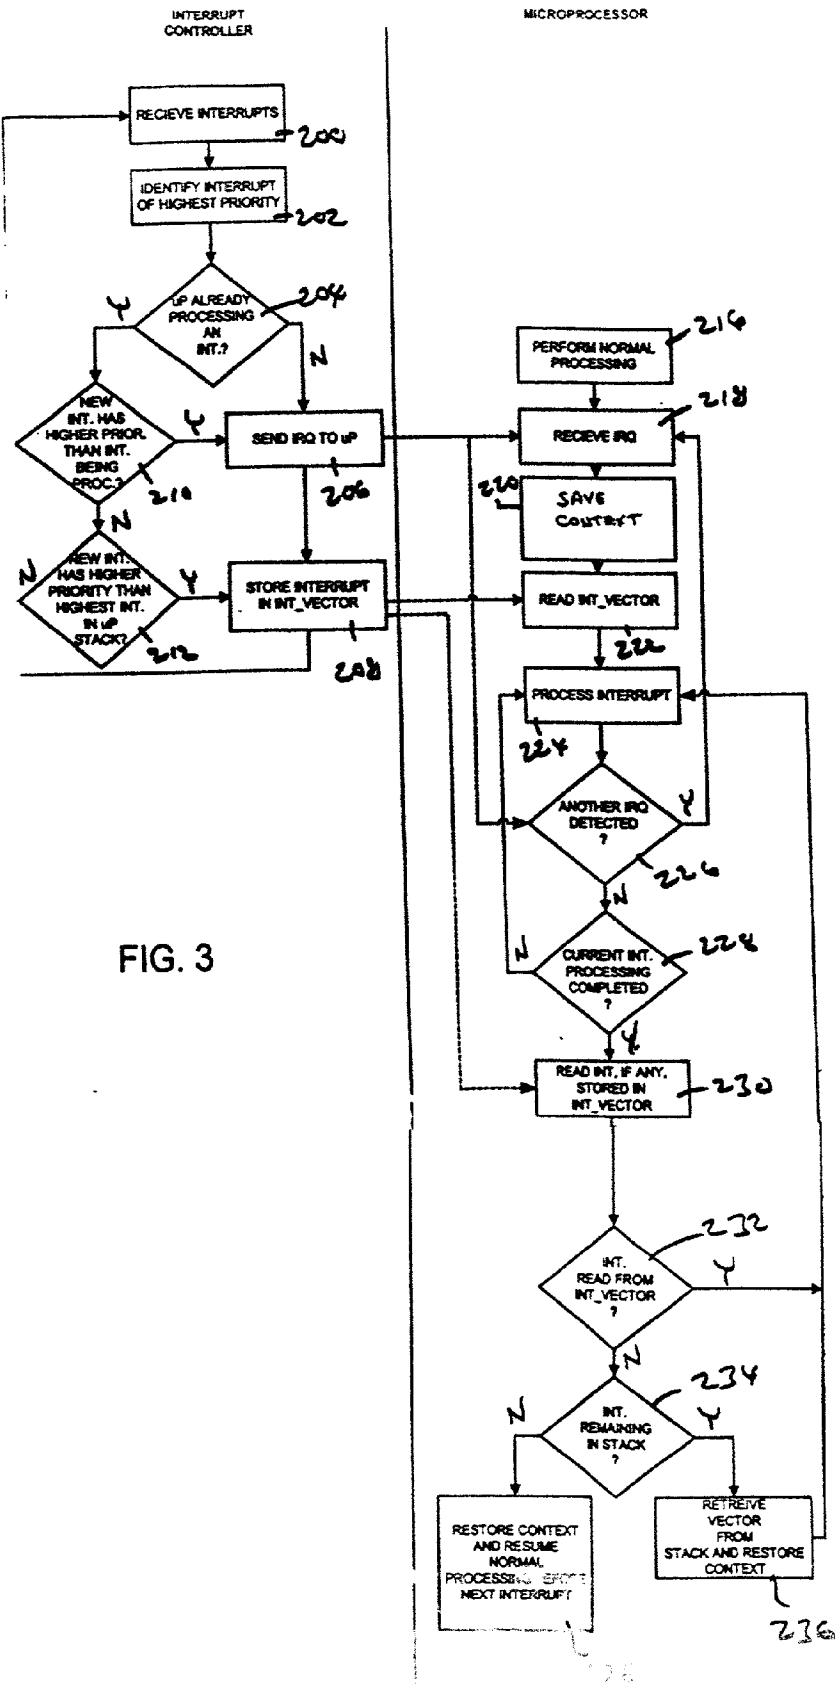 INTERRUPT
CONTROLLER
MICROPROCESSOR
RECIEVE INTERRUPTS
200
IDENTIFY INTERRUPT
OF HIGHEST PRIORITY
202
uP ALREADY
PROCESSING
AN
INT.?
204
Y
N
NEW
INT. HAS
HIGHER PRIOR.
THAN INT.
BEING
PROC.?
210
Y
N
SEND IRQ TO uP
206
NEW INT.
HAS HIGHER
PRIORITY THAN
HIGHEST INT.
IN uP
STACK?
212
N
Y
STORE INTERRUPT
IN INT_VECTOR
208
PERFORM NORMAL
PROCESSING
216
RECIEVE IRQ
218
220
SAVE
CONTEXT
READ INT_VECTOR
222
PROCESS INTERRUPT
224
ANOTHER IRQ
DETECTED
?
Y
226
N
CURRENT INT.
PROCESSING
COMPLETED
?
228
N
Y
FIG. 3
READ INT, IF ANY,
STORED IN
INT_VECTOR
230
232
INT.
READ FROM
INT_VECTOR
?
Y
N
234
INT.
REMAINING
IN STACK
?
N
Y
RESTORE CONTEXT
AND RESUME
NORMAL
PROCESSING
NEXT INTERRUPT
RETREIVE
VECTOR
FROM
STACK AND RESTORE
CONTEXT
236